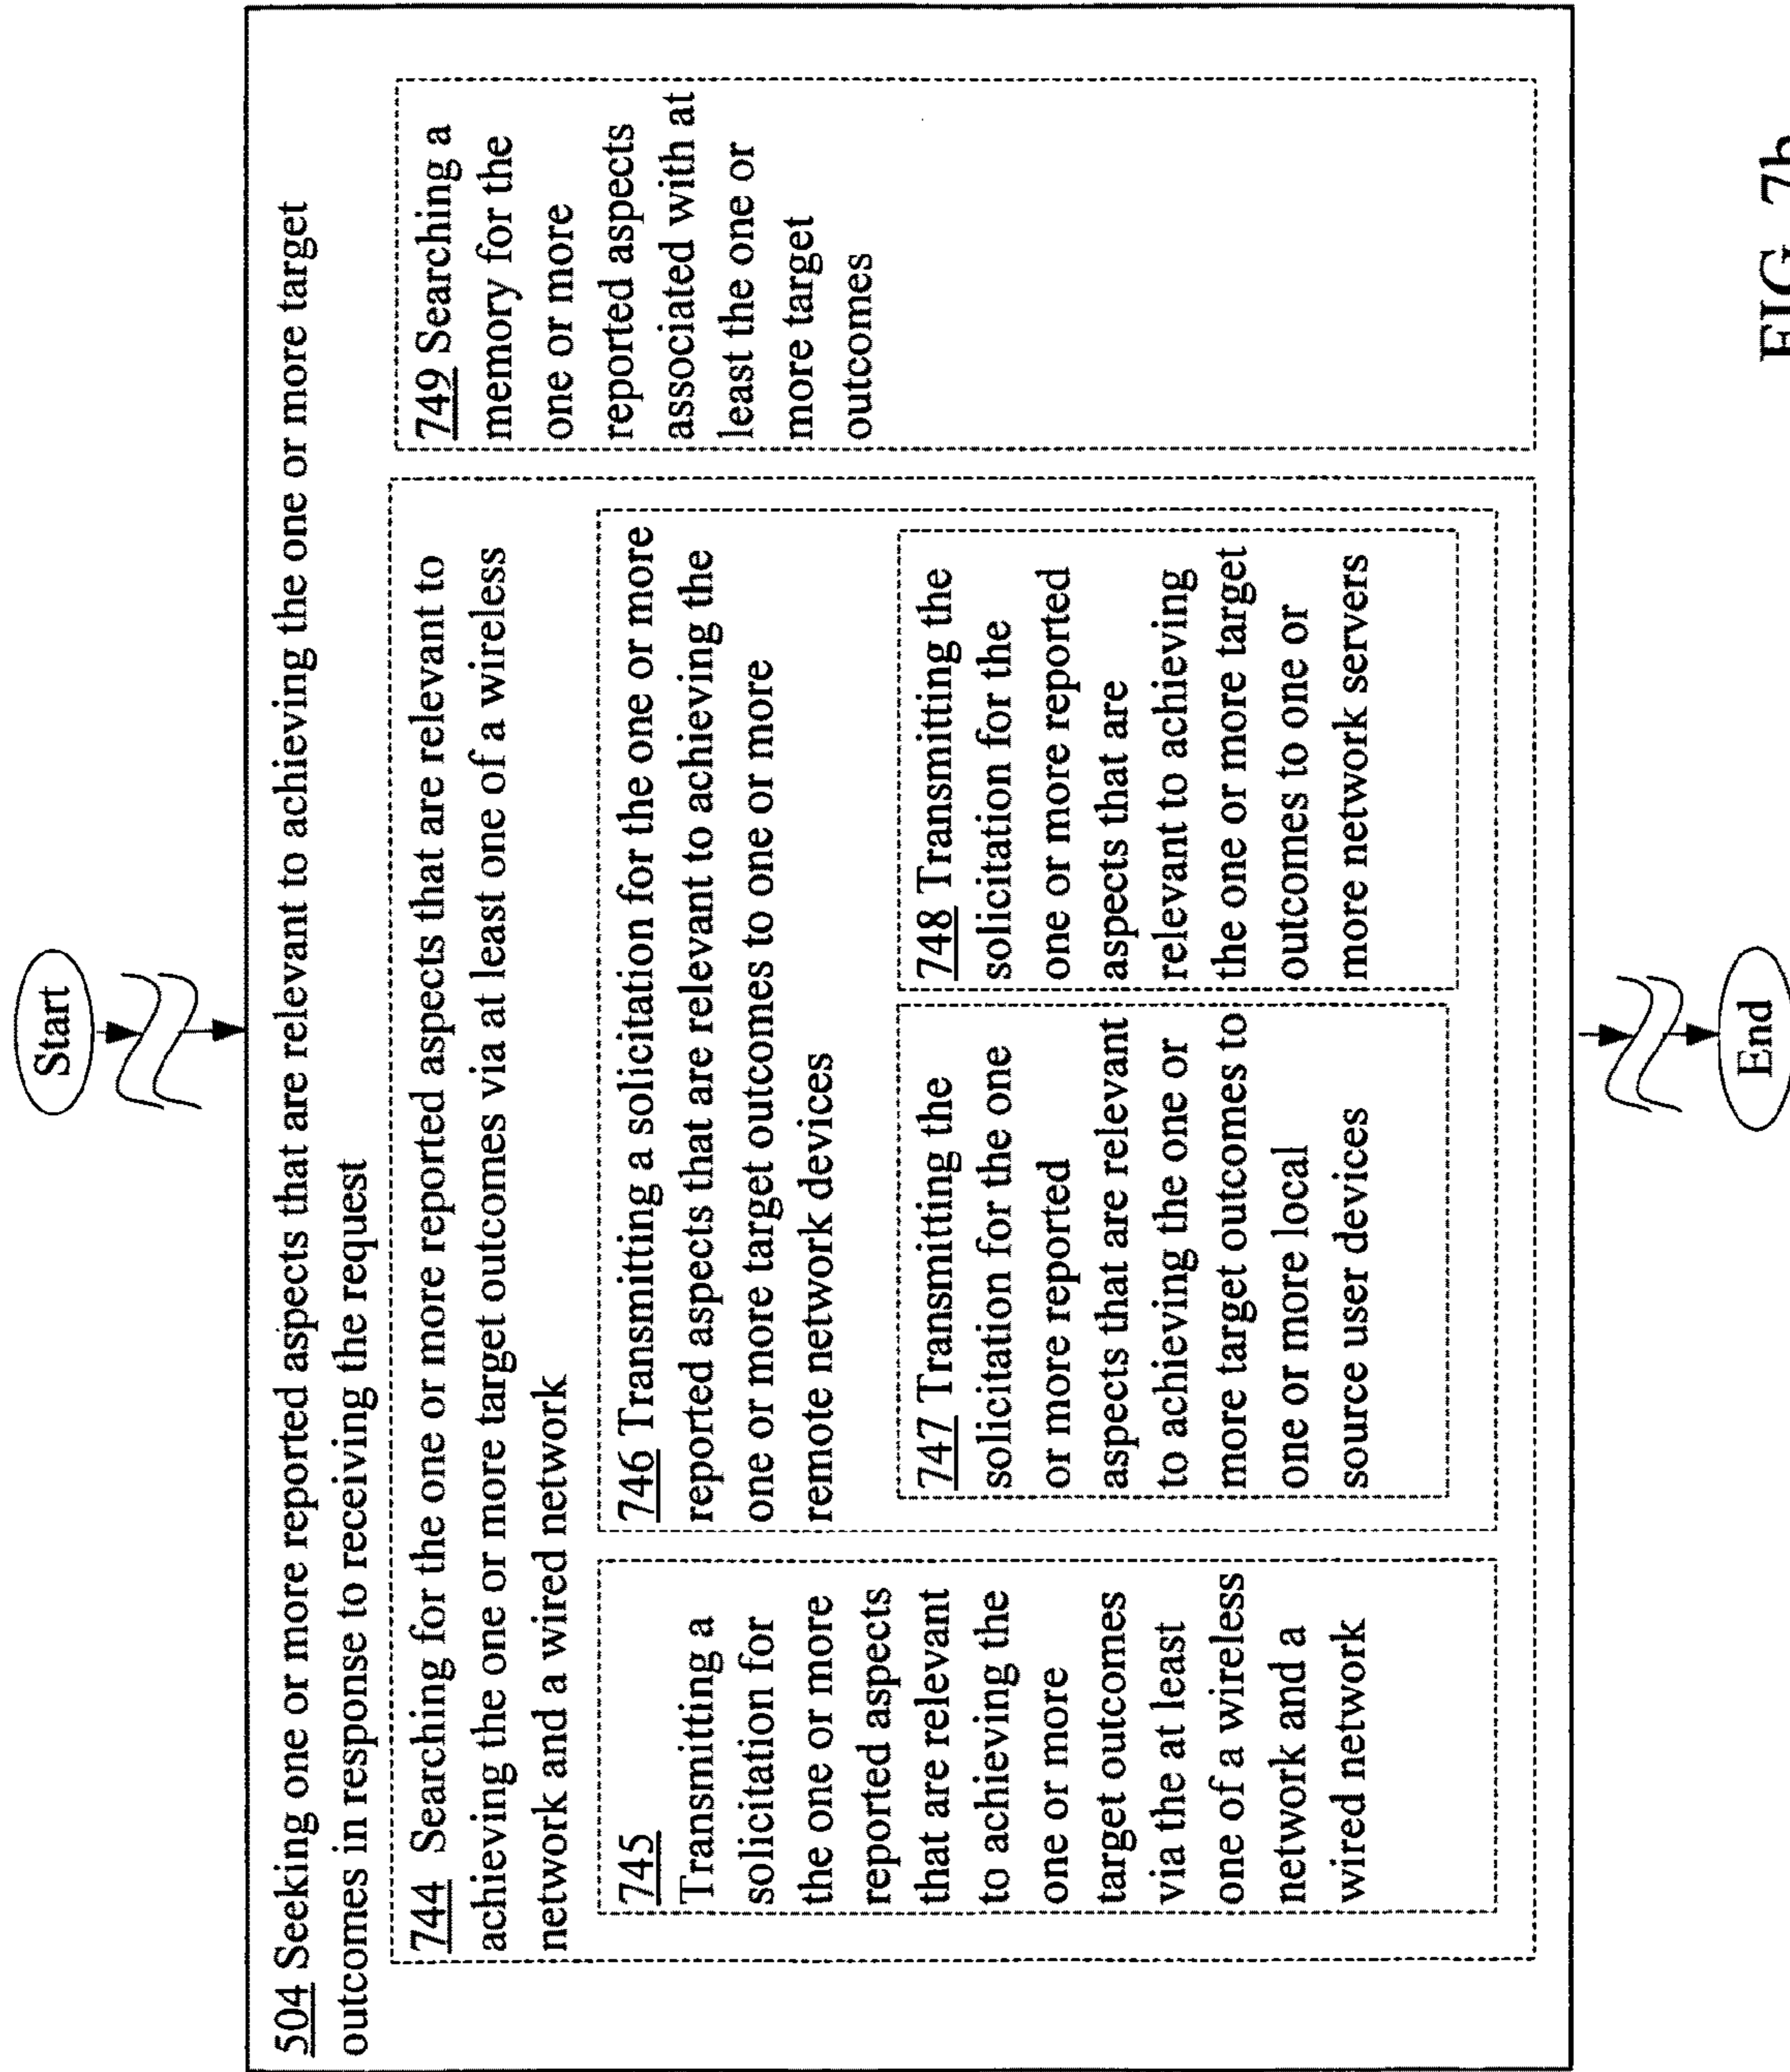 Start
504 Seeking one or more reported aspects that are relevant to achieving the one or more target
outcomes in response to receiving the request
744 Searching for the one or more reported aspects that are relevant to
achieving the one or more target outcomes via at least one of a wireless
network and a wired network
745
Transmitting a
solicitation for
the one or more
reported aspects
that are relevant
to achieving the
one or more
target outcomes
via the at least
one of a wireless
network and a
wired network
746 Transmitting a solicitation for the one or more
reported aspects that are relevant to achieving the
one or more target outcomes to one or more
remote network devices
747 Transmitting the
solicitation for the one
or more reported
aspects that are relevant
to achieving the one or
more target outcomes to
one or more local
source user devices
748 Transmitting the
solicitation for the
one or more reported
aspects that are
relevant to achieving
the one or more target
outcomes to one or
more network servers
749 Searching a
memory for the
one or more
reported aspects
associated with at
least the one or
more target
outcomes
End
FIG. 7b